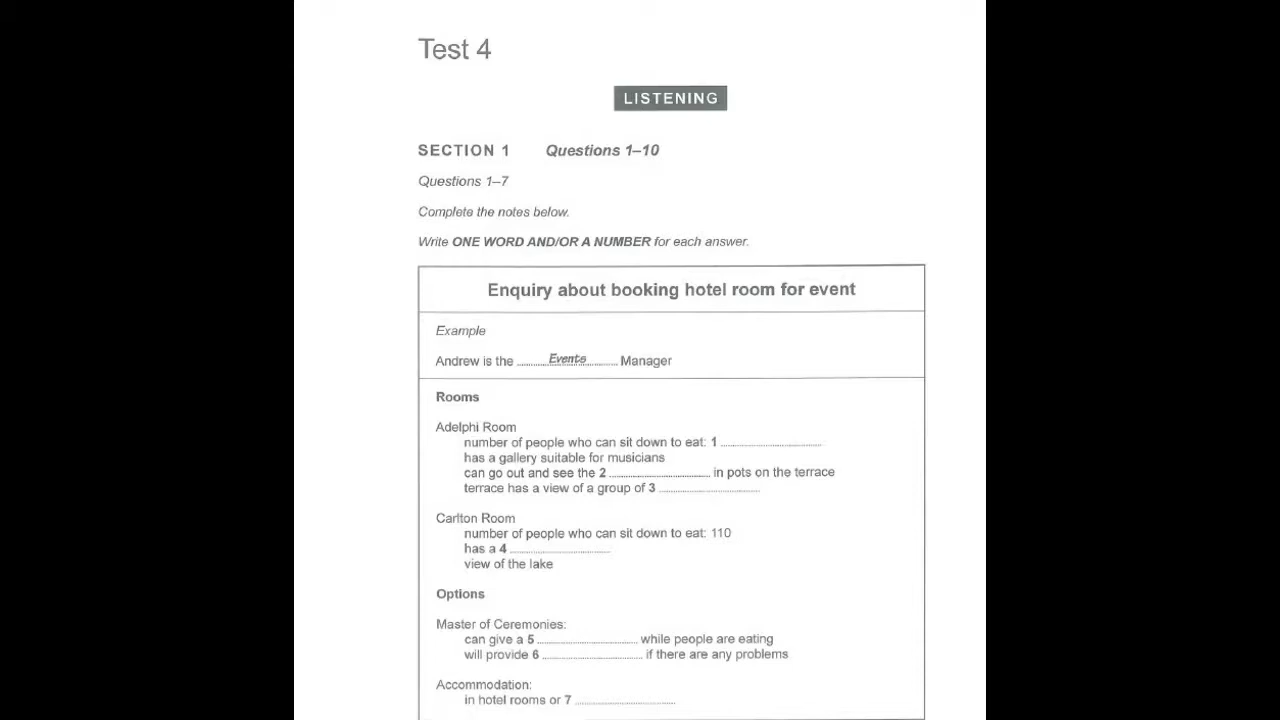 Test 4
LISTENING
SECTION 1 Questions 1–10
Questions 1–7
Complete the notes below.
Write ONE WORD AND/OR A NUMBER for each answer.
Enquiry about booking hotel room for event
Example
Andrew is the ........Events........ Manager
Rooms
Adelphi Room
number of people who can sit down to eat: 1 ............................
has a gallery suitable for musicians
can go out and see the 2 ............................ in pots on the terrace
terrace has a view of a group of 3 ............................
Carlton Room
number of people who can sit down to eat: 110
has a 4 ............................
view of the lake
Options
Master of Ceremonies:
can give a 5 ............................ while people are eating
will provide 6 ............................ if there are any problems
Accommodation:
in hotel rooms or 7 ............................